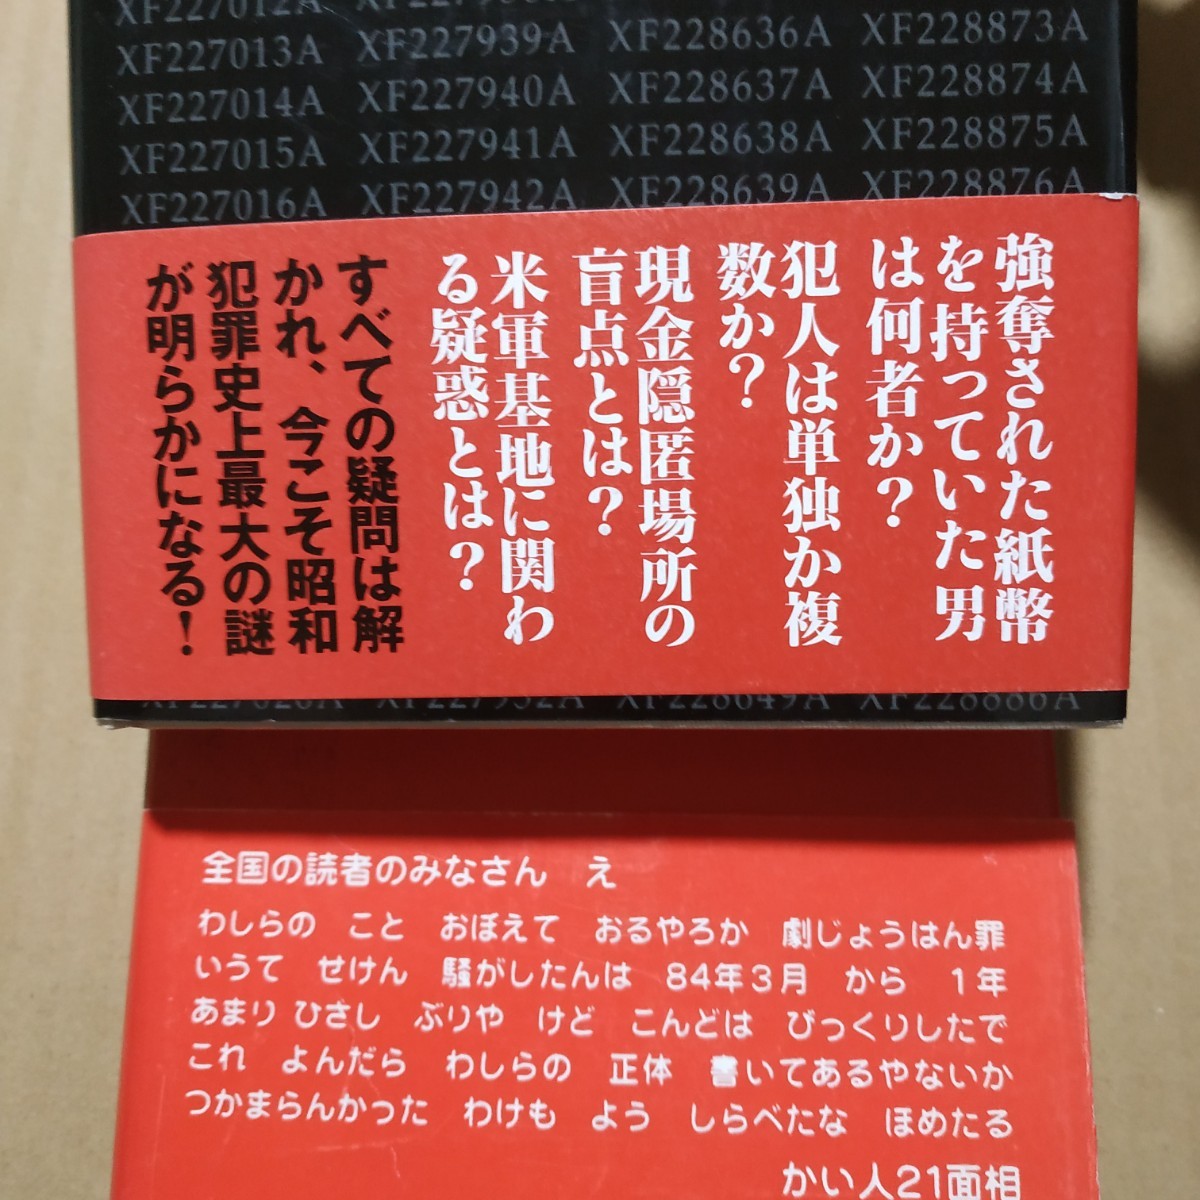 XF227012A
XF227013A XF227939A XF228636A XF228873A
XF227014A XF227940A XF228637A XF228874A
XF227015A XF227941A XF228638A XF228875A
XF227016A XF227942A XF228639A XF228876A
強奪された紙幣
を持っていた男
は何者か？
犯人は単独か複
数か？
現金隠匿場所の
盲点とは？
米軍基地に関わ
る疑惑とは？
すべての疑問は解
かれ、今こそ昭和
犯罪史上最大の謎
が明らかになる！
XF227952A XF228649A XF228886A
全国の読者のみなさん え
わしらの こと おぼえて おるやろか 劇じょうはん罪
いうて せけん 騒がしたんは 84年3月 から 1年
あまり ひさし ぶりや けど こんどは びっくりしたで
これ よんだら わしらの 正体 書いてあるやないか
つかまらんかった わけも よう しらべたな ほめたる
かい人21面相